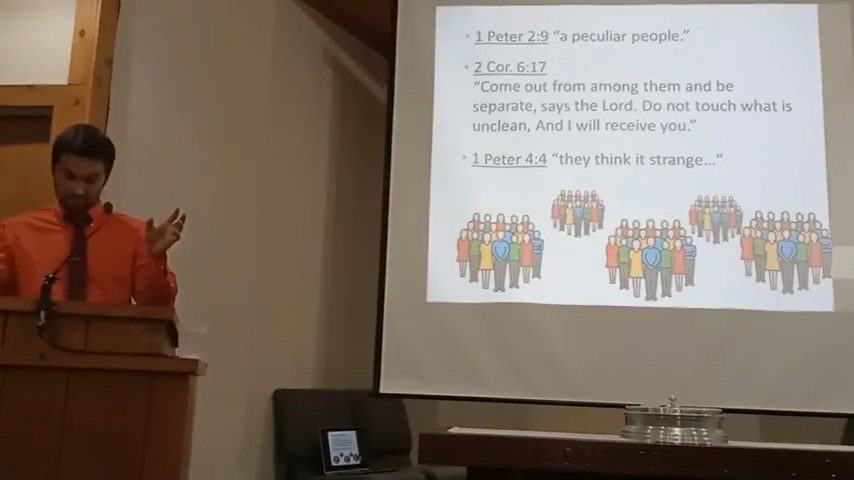 • 1 Peter 2:9 “a peculiar people.”
• 2 Cor. 6:17
“Come out from among them and be
separate, says the Lord. Do not touch what is
unclean, And I will receive you.”
• 1 Peter 4:4 “they think it strange...”